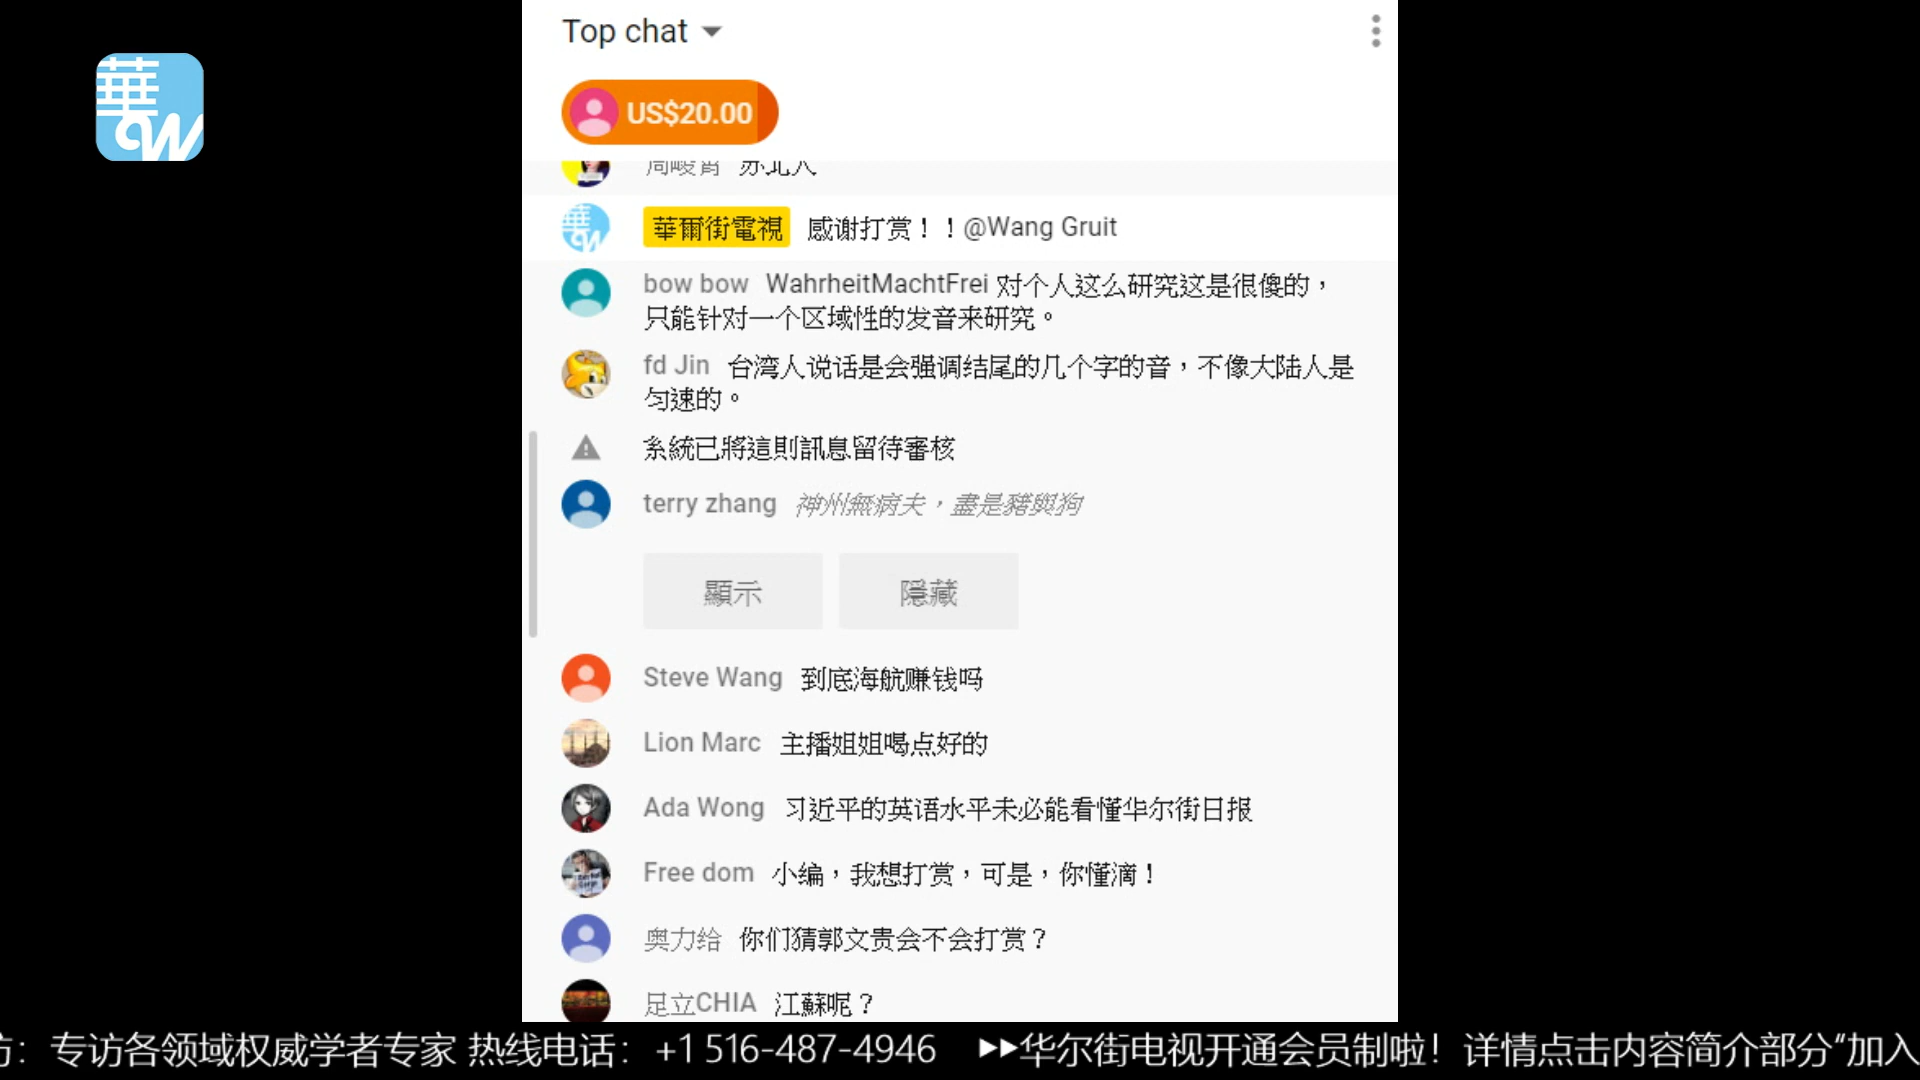 Top chat
華W
US$20.00
苏北人
華爾街電視 感谢打赏！！@Wang Gruit
bow bow WahrheitMachtFrei 对个人这么研究这是很傻的，
只能针对一个区域性的发音来研究。
fd Jin 台湾人说话是会强调结尾的几个字的音，不像大陆人是
匀速的。
系統已將這則訊息留待審核
terry zhang 神州無病夫，盡是豬與狗
顯示 隱藏
Steve Wang 到底海航赚钱吗
Lion Marc 主播姐姐喝点好的
Ada Wong 习近平的英语水平未必能看懂华尔街日报
Free dom 小编，我想打赏，可是，你懂滴！
奥力给 你们猜郭文贵会不会打赏？
足立CHIA 江蘇呢？
访：专访各领域权威学者专家 热线电话：+1 516-487-4946 ▶▶华尔街电视开通会员制啦！详情点击内容简介部分“加入